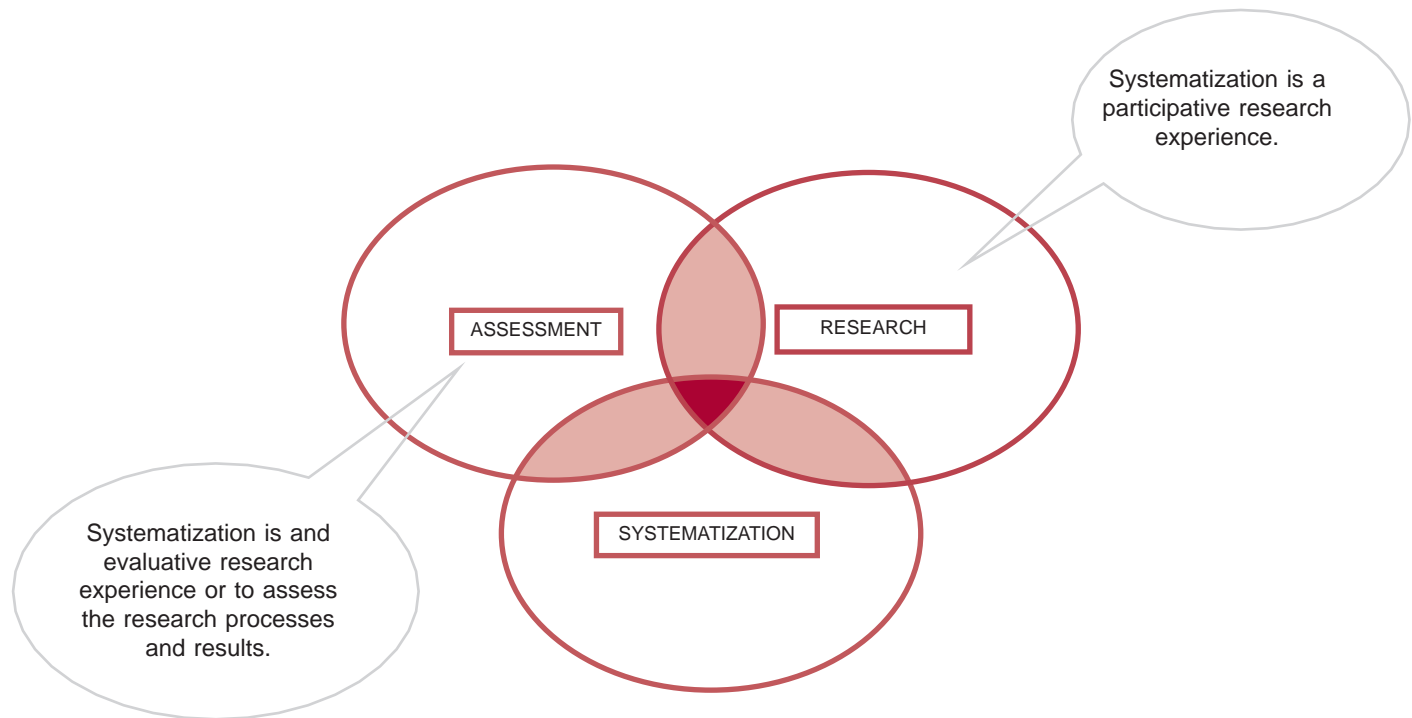 Systematization is a
participative research
experience.
ASSESSMENT
RESEARCH
SYSTEMATIZATION
Systematization is and
evaluative research
experience or to assess
the research processes
and results.